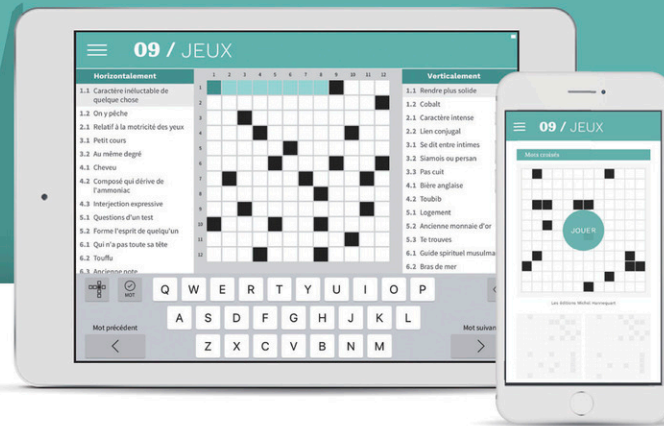 09 / JEUX
Horizontalement
1.1 Caractère inéluctable de
quelque chose
1.2 On y pêche
2.1 Relatif à la motricité des yeux
3.1 Petit cours
3.2 Au même degré
4.1 Cheveu
4.2 Composé qui dérive de
l'ammoniac
4.3 Interjection expressive
5.1 Questions d'un test
5.2 Forme l'esprit de quelqu'un
6.1 Qui n'a pas toute sa tête
6.2 Touffu
6.3 Ancienne note
1 2 3 4 5 6 7 8 9 10 11 12
1
2
3
4
5
6
7
8
9
10
11
12
Verticalement
1.1 Rendre plus solide
1.2 Cobalt
2.1 Caractère intense
2.2 Lien conjugal
3.1 Se dit entre intimes
3.2 Siamois ou persan
3.3 Pas cuit
4.1 Bière anglaise
4.2 Toubib
5.1 Logement
5.2 Ancienne monnaie d'or
5.3 Te trouves
6.1 Guide spirituel musulma
6.2 Bras de mer
MOT
Q W E R T Y U I O P
A S D F G H J K L
Z X C V B N M
Mot précédent
Mot suivan
09 / JEUX
Mots croisés
JOUER
Les éditions Michel Hannequart